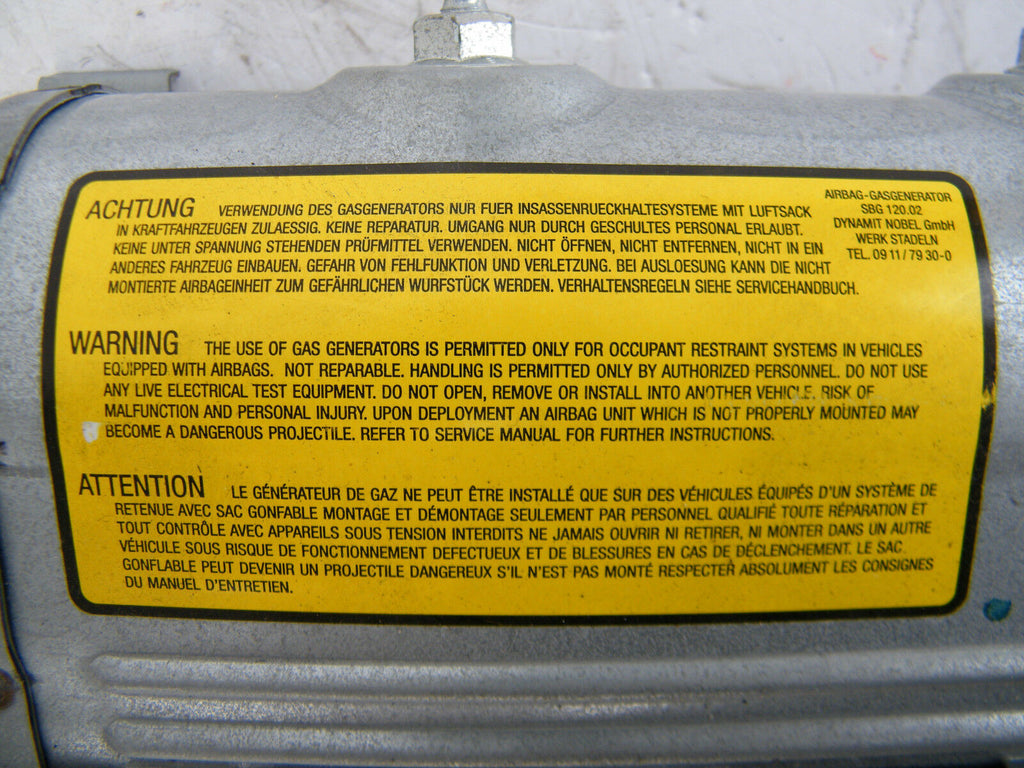 ACHTUNG VERWENDUNG DES GASGENERATORS NUR FUER INSASSENRUECKHALTESYSTEME MIT LUFTSACK
IN KRAFTFAHRZEUGEN ZULAESSIG. KEINE REPARATUR. UMGANG NUR DURCH GESCHULTES PERSONAL ERLAUBT.
KEINE UNTER SPANNUNG STEHENDEN PRÜFMITTEL VERWENDEN. NICHT ÖFFNEN, NICHT ENTFERNEN, NICHT IN EIN
ANDERES FAHRZEUG EINBAUEN. GEFAHR VON FEHLFUNKTION UND VERLETZUNG. BEI AUSLOESUNG KANN DIE NICHT
MONTIERTE AIRBAGEINHEIT ZUM GEFÄHRLICHEN WURFSTÜCK WERDEN. VERHALTENSREGELN SIEHE SERVICEHANDBUCH.
AIRBAG-GASGENERATOR
SBG 120.02
DYNAMIT NOBEL GmbH
WERK STADELN
TEL. 09 11 / 79 30-0
WARNING THE USE OF GAS GENERATORS IS PERMITTED ONLY FOR OCCUPANT RESTRAINT SYSTEMS IN VEHICLES
EQUIPPED WITH AIRBAGS. NOT REPARABLE. HANDLING IS PERMITTED ONLY BY AUTHORIZED PERSONNEL. DO NOT USE
ANY LIVE ELECTRICAL TEST EQUIPMENT. DO NOT OPEN, REMOVE OR INSTALL INTO ANOTHER VEHICLE. RISK OF
MALFUNCTION AND PERSONAL INJURY. UPON DEPLOYMENT AN AIRBAG UNIT WHICH IS NOT PROPERLY MOUNTED MAY
BECOME A DANGEROUS PROJECTILE. REFER TO SERVICE MANUAL FOR FURTHER INSTRUCTIONS.
ATTENTION LE GÉNÉRATEUR DE GAZ NE PEUT ÊTRE INSTALLÉ QUE SUR DES VÉHICULES ÉQUIPÉS D'UN SYSTÈME DE
RETENUE AVEC SAC GONFABLE MONTAGE ET DÉMONTAGE SEULEMENT PAR PERSONNEL QUALIFIÉ TOUTE RÉPARATION ET
TOUT CONTRÔLE AVEC APPAREILS SOUS TENSION INTERDITS NE JAMAIS OUVRIR NI RETIRER, NI MONTER DANS UN AUTRE
VÉHICULE SOUS RISQUE DE FONCTIONNEMENT DEFECTUEUX ET DE BLESSURES EN CAS DE DÉCLENCHEMENT. LE SAC
GONFLABLE PEUT DEVENIR UN PROJECTILE DANGEREUX S'IL N'EST PAS MONTÉ RESPECTER ABSOLUMENT LES CONSIGNES
DU MANUEL D'ENTRETIEN.